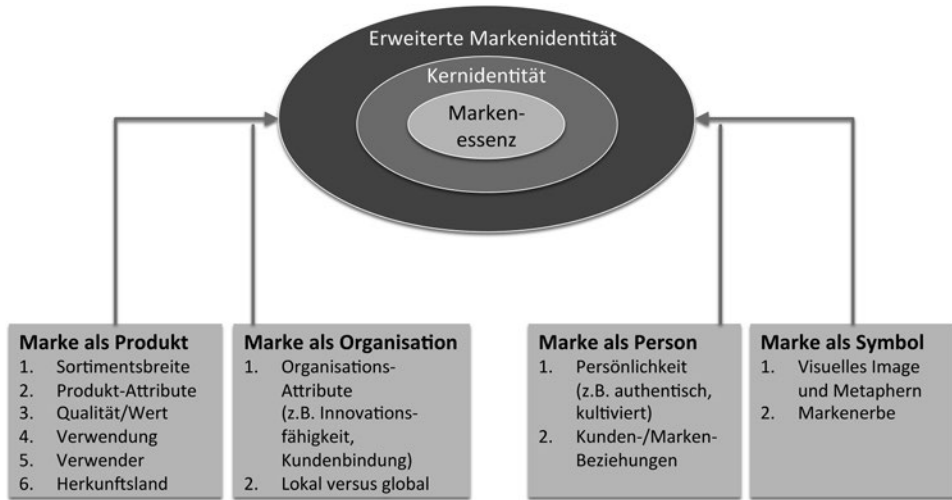 Erweiterte Markenidentität
Kernidentität
Marken-
essenz
Marke als Produkt
1. Sortimentsbreite
2. Produkt-Attribute
3. Qualität/Wert
4. Verwendung
5. Verwender
6. Herkunftsland
Marke als Organisation
1. Organisations-
Attribute
(z.B. Innovations-
fähigkeit,
Kundenbindung)
2. Lokal versus global
Marke als Person
1. Persönlichkeit
(z.B. authentisch,
kultiviert)
2. Kunden-/Marken-
Beziehungen
Marke als Symbol
1. Visuelles Image
und Metaphern
2. Markenerbe